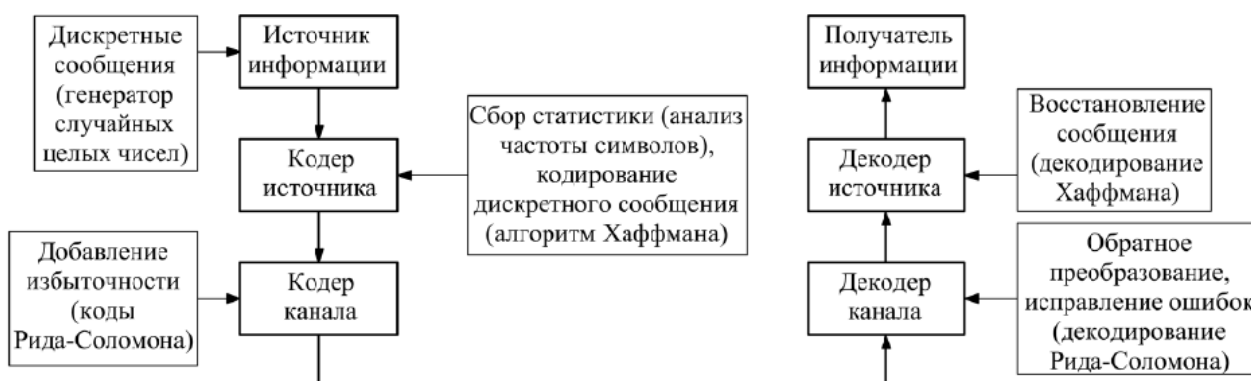 Дискретные
сообщения
(генератор
случайных
целых чисел)
Источник
информации
Сбор статистики (анализ
частоты символов),
кодирование
дискретного сообщения
(алгоритм Хаффмана)
Кодер
источника
Добавление
избыточности
(коды
Рида-Соломона)
Кодер
канала
Получатель
информации
Восстановление
сообщения
(декодирование
Хаффмана)
Декодер
источника
Обратное
преобразование,
исправление ошибок
(декодирование
Рида-Соломона)
Декодер
канала